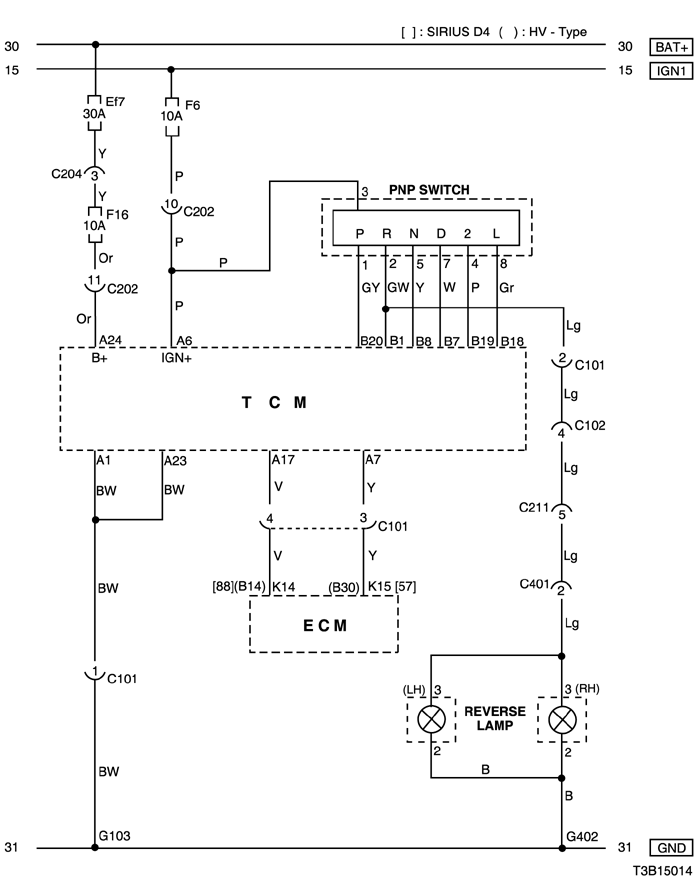 [ ] : SIRIUS D4 ( ) : HV - Type
30 30 BAT+
15 15 IGN1
Ef7
30A
F6
10A
Y
C204 3
P
3 PNP SWITCH
Y
10 C202
F16
10A
P R N D 2 L
P
Or
P
1 2 5 7 4 8
11 C202
GY GW Y W P Gr
Or
P
Lg
A24 A6
B20 B1 B8 B7 B19 B18
B+ IGN+
2 C101
Lg
T C M
C102
4
A1 A23 A17 A7
Lg
BW BW V Y
C211
5
4 3 C101
V Y
Lg
BW
[88](B14) K14 (B30) K15 [57]
C401
2
E C M
Lg
1 C101
(LH) 3 3 (RH)
REVERSE
LAMP
2 2
BW
B
B
G103 G402
31 31 GND
T3B15014